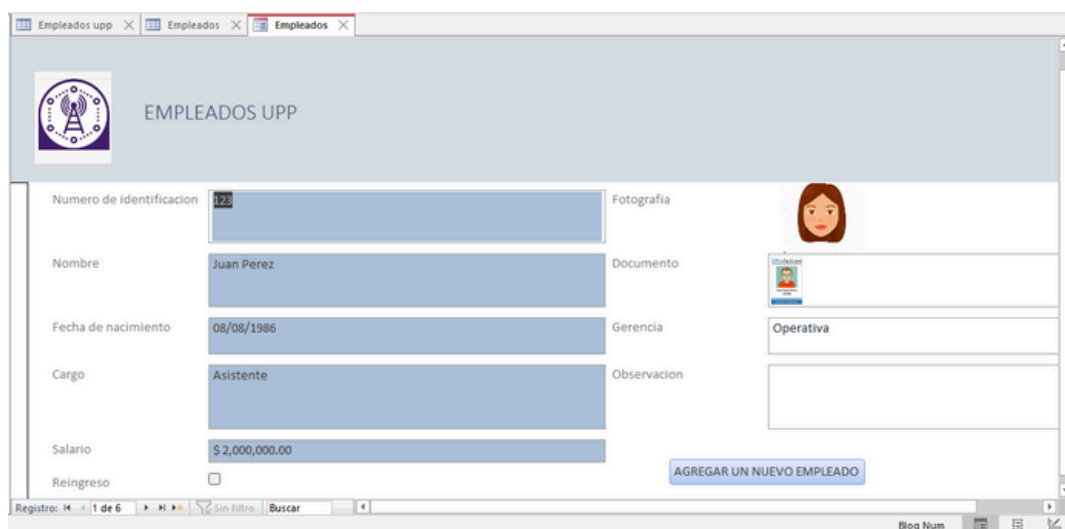 Empleados upp
Empleados
Empleados
EMPLEADOS UPP
Numero de identificacion 123
Fotografia
Nombre Juan Perez
Documento
Fecha de nacimiento 08/08/1986
Gerencia Operativa
Cargo Asistente
Observacion
Salario $ 2,000,000.00
Reingreso
AGREGAR UN NUEVO EMPLEADO
Registro: 1 de 6 Sin filtro Buscar
Bloq Num